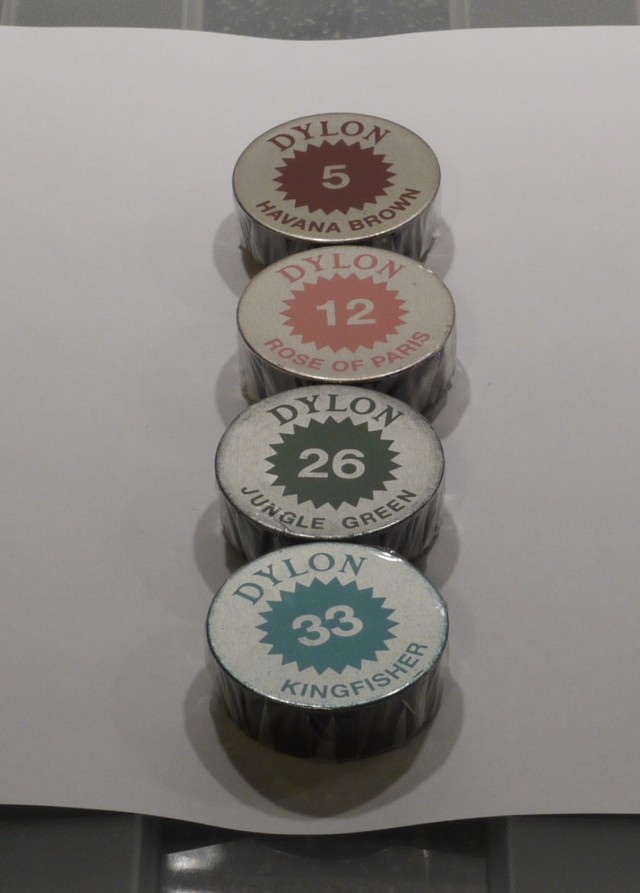 DYLON
5
HAVANA BROWN
DYLON
12
ROSE OF PARIS
DYLON
26
JUNGLE GREEN
DYLON
33
KINGFISHER